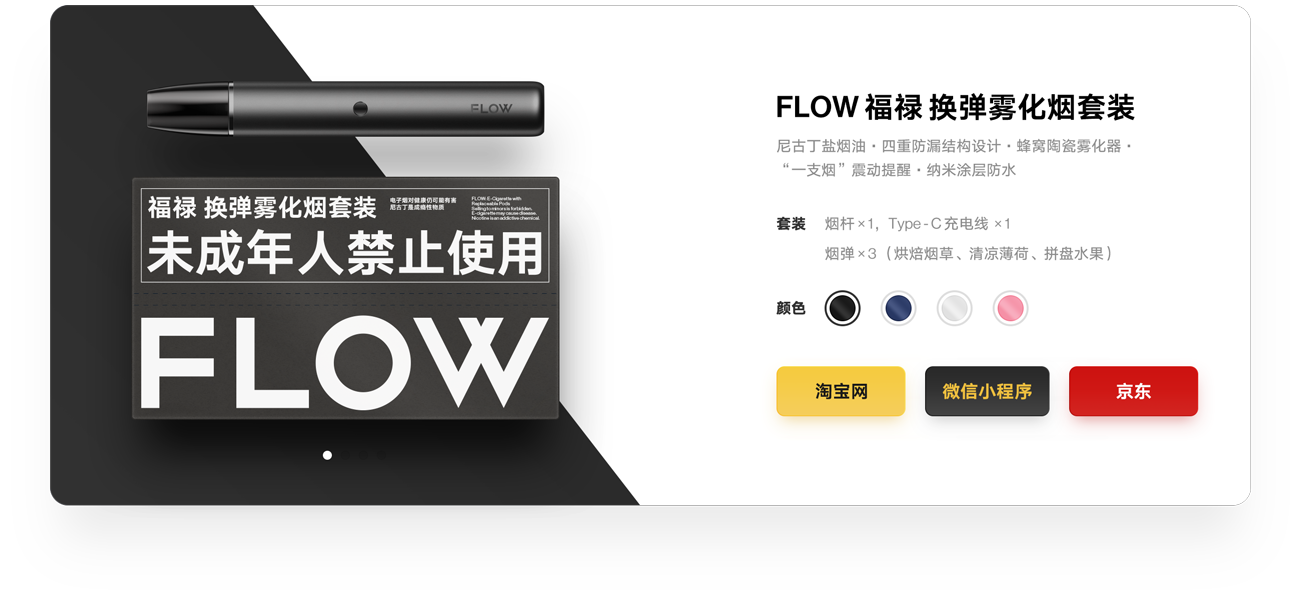 FLOW
福禄 换弹雾化烟套装
电子烟对健康仍可能有害
尼古丁是成瘾性物质
FLOW E-Cigarette with
Replaceable Pods
Selling to minors is forbidden.
E-cigarette may cause disease.
Nicotine is an addictive chemical.
未成年人禁止使用
FLOW
FLOW 福禄 换弹雾化烟套装
尼古丁盐烟油・四重防漏结构设计・蜂窝陶瓷雾化器・
“一支烟”震动提醒・纳米涂层防水
套装 烟杆×1, Type-C充电线 ×1
烟弹×3（烘焙烟草、清凉薄荷、拼盘水果）
颜色
淘宝网 微信小程序 京东